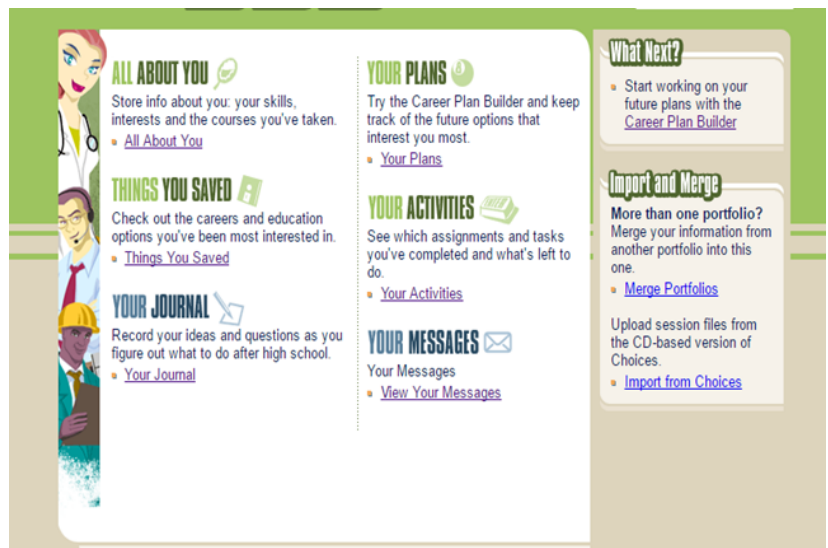 ALL ABOUT YOU
Store info about you: your skills,
interests and the courses you've taken.
All About You
THINGS YOU SAVED
Check out the careers and education
options you've been most interested in.
Things You Saved
YOUR JOURNAL
Record your ideas and questions as you
figure out what to do after high school.
Your Journal
YOUR PLANS
Try the Career Plan Builder and keep
track of the future options that
interest you most.
Your Plans
YOUR ACTIVITIES
See which assignments and tasks
you've completed and what's left to
do.
Your Activities
YOUR MESSAGES
Your Messages
View Your Messages
What Next?
Start working on your
future plans with the
Career Plan Builder
Import and Merge
More than one portfolio?
Merge your information from
another portfolio into this
one.
Merge Portfolios
Upload session files from
the CD-based version of
Choices.
Import from Choices